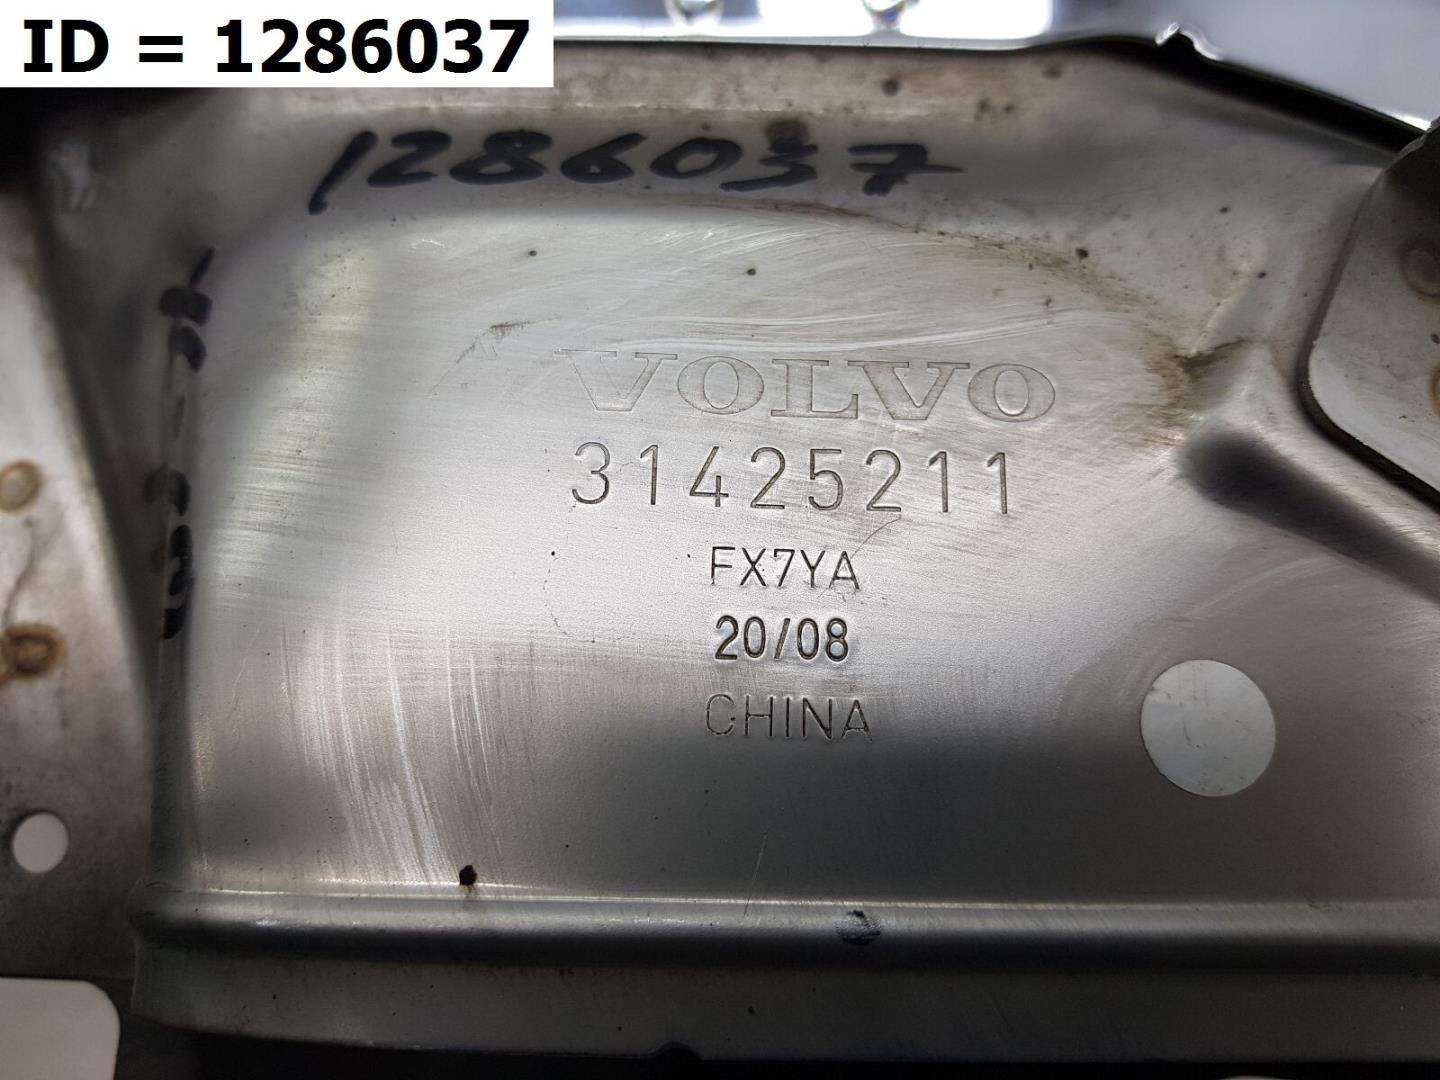 ID = 1286037
1286037
VOLVO
31425211
FX7YA
20/08
CHINA